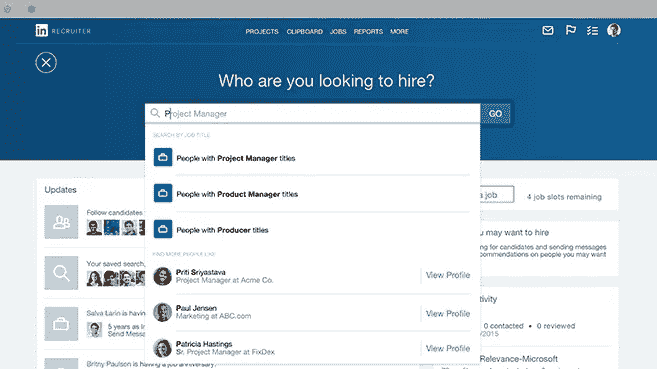 in RECRUITER
PROJECTS CLIPBOARD JOBS REPORTS MORE
Who are you looking to hire?
Project Manager
GO
SEARCH BY JOB TITLE
People with Project Manager titles
People with Product Manager titles
People with Producer titles
FIND MORE PEOPLE LIKE
Priti Sriyastava
Project Manager at Acme Co.
View Profile
Paul Jensen
Marketing at ABC.com
View Profile
Patricia Hastings
Sr. Project Manager at FixDex
View Profile
Updates
Follow candidates
Your saved search,
Salva Larin is having
5 years as In
Send Messa
Britny Paulson is having a job anniversary.
a job
4 job slots remaining
u may want to hire
ng for candidates and sending messages
ecommendations on people you may want
ctivity
0 contacted • 0 reviewed
/2015
Relevance-Microsoft